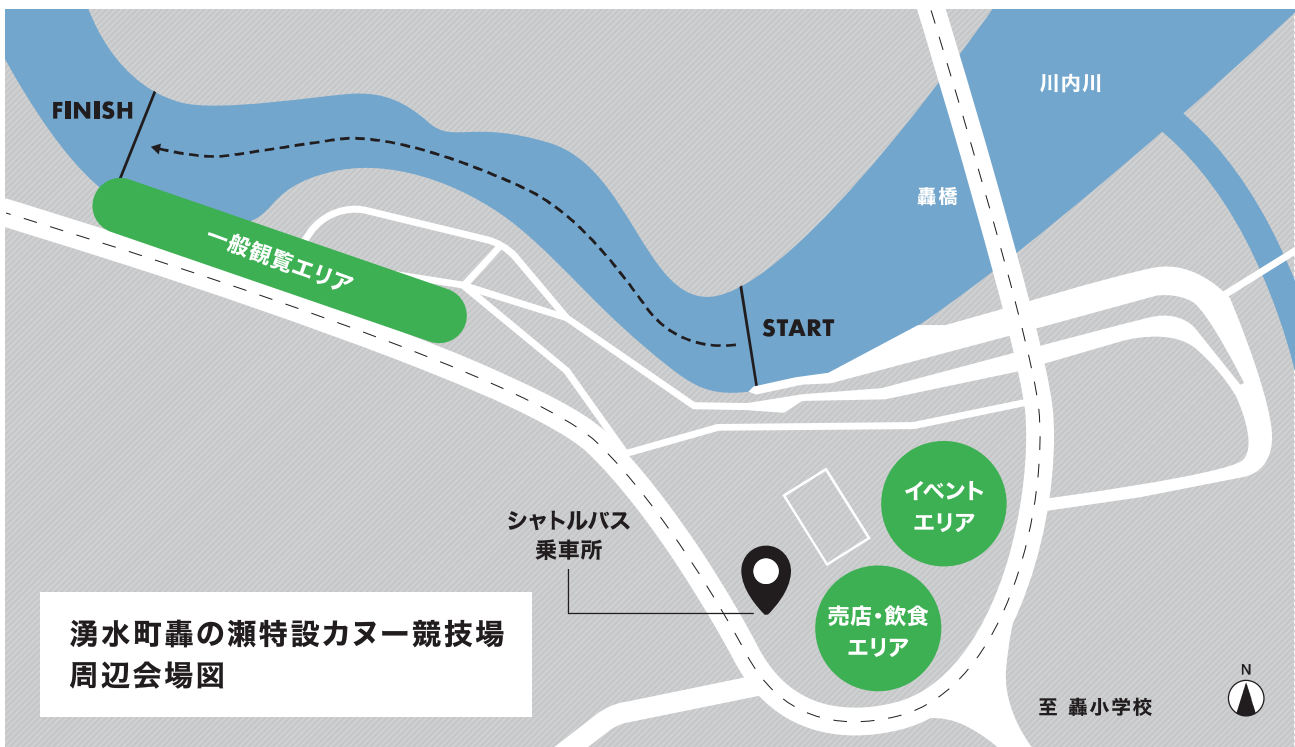 川内川
FINISH
轟橋
一般観覧エリア
START
イベント
エリア
シャトルバス
乗車所
売店・飲食
エリア
湧水町轟の瀬特設カヌー競技場
周辺会場図
N
至 轟小学校